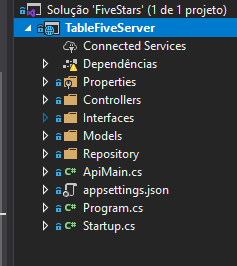 Solução 'FiveStars' (1 de 1 projeto)
TableFiveServer
Connected Services
Dependências
Properties
Controllers
Interfaces
Models
Repository
ApiMain.cs
appsettings.json
Program.cs
Startup.cs